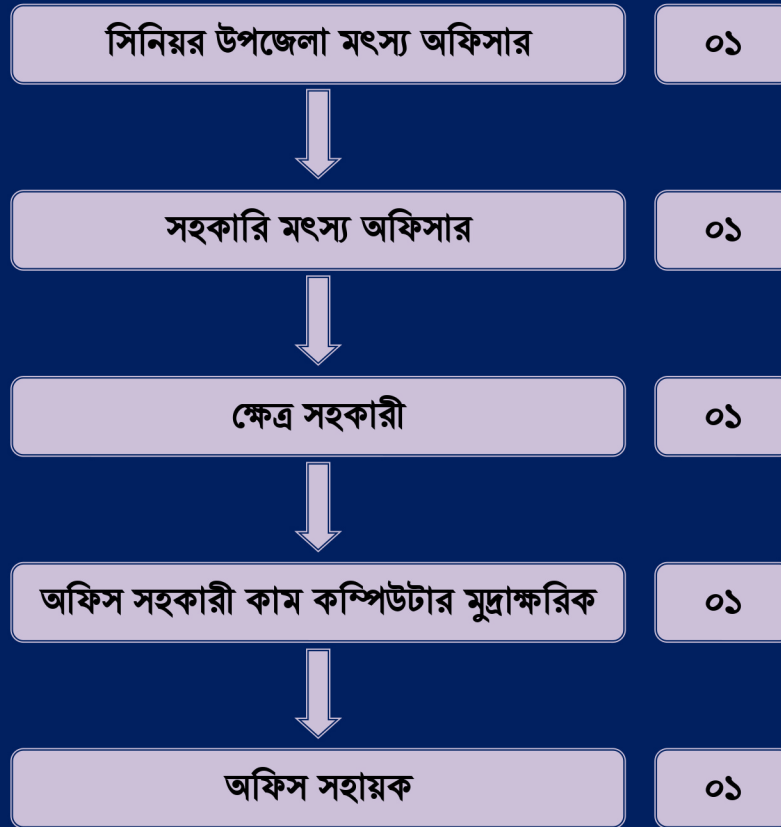 সিনিয়র উপজেলা মৎস্য অফিসার ০১
সহকারি মৎস্য অফিসার ০১
ক্ষেত্র সহকারী ০১
অফিস সহকারী কাম কম্পিউটার মুদ্রাক্ষরিক ০১
অফিস সহায়ক ০১